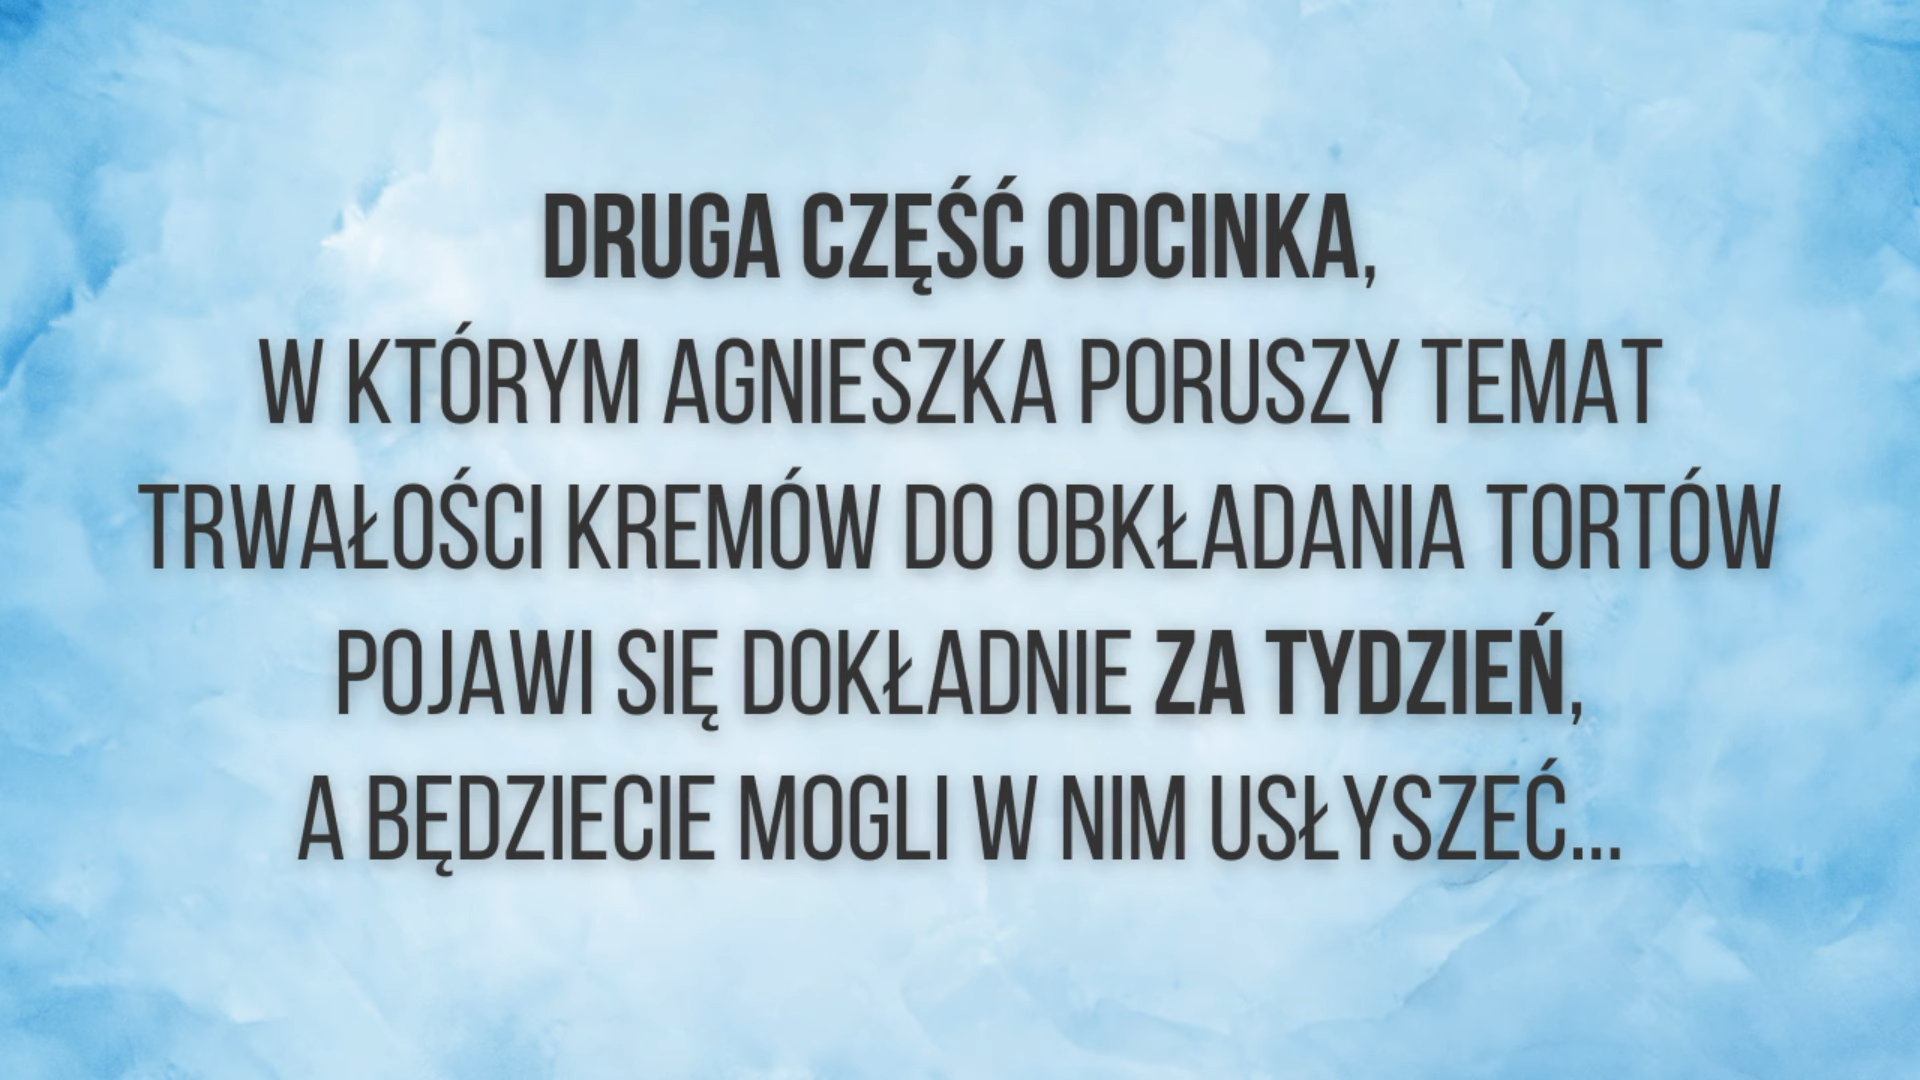 DRUGA CZĘŚĆ ODCINKA,
W KTÓRYM AGNIESZKA PORUSZY TEMAT
TRWAŁOŚCI KREMÓW DO OBKŁADANIA TORTÓW
POJAWI SIĘ DOKŁADNIE ZA TYDZIEŃ,
A BĘDZIECIE MOGLI W NIM USŁYSZEĆ...